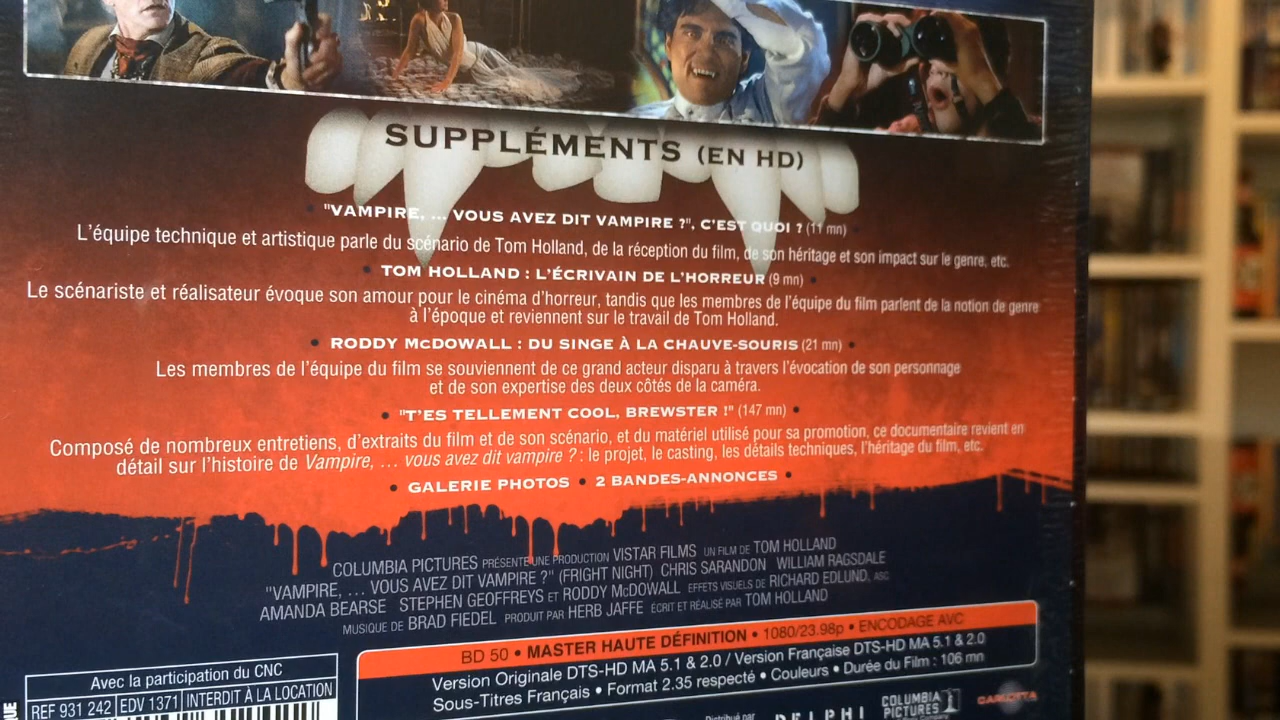 SUPPLÉMENTS (EN HD)
• "VAMPIRE, ... VOUS AVEZ DIT VAMPIRE ?", C'EST QUOI ? (11 mn) •
L'équipe technique et artistique parle du scénario de Tom Holland, de la réception du film, de son héritage et son impact sur le genre, etc.
• TOM HOLLAND : L'ÉCRIVAIN DE L'HORREUR (9 mn) •
Le scénariste et réalisateur évoque son amour pour le cinéma d'horreur, tandis que les membres de l'équipe du film parlent de la notion de genre
à l'époque et reviennent sur le travail de Tom Holland.
• RODDY McDOWALL : DU SINGE À LA CHAUVE-SOURIS (21 mn) •
Les membres de l'équipe du film se souviennent de ce grand acteur disparu à travers l'évocation de son personnage
et de son expertise des deux côtés de la caméra.
• "T'ES TELLEMENT COOL, BREWSTER !" (147 mn) •
Composé de nombreux entretiens, d'extraits du film et de son scénario, et du matériel utilisé pour sa promotion, ce documentaire revient en
détail sur l'histoire de Vampire, ... vous avez dit vampire ? : le projet, le casting, les détails techniques, l'héritage du film, etc.
• GALERIE PHOTOS • 2 BANDES-ANNONCES •
COLUMBIA PICTURES PRÉSENTE UNE PRODUCTION VISTAR FILMS UN FILM DE TOM HOLLAND
"VAMPIRE, ... VOUS AVEZ DIT VAMPIRE ?" (FRIGHT NIGHT) CHRIS SARANDON WILLIAM RAGSDALE
AMANDA BEARSE STEPHEN GEOFFREYS ET RODDY McDOWALL EFFETS VISUELS DE RICHARD EDLUND, ASC
MUSIQUE DE BRAD FIEDEL PRODUIT PAR HERB JAFFE ÉCRIT ET RÉALISÉ PAR TOM HOLLAND
BD 50 • MASTER HAUTE DÉFINITION • 1080/23.98p • ENCODAGE AVC
Version Originale DTS-HD MA 5.1 & 2.0 / Version Française DTS-HD MA 5.1 & 2.0
Sous-Titres Français • Format 2.35 respecté • Couleurs • Durée du Film : 106 mn
Avec la participation du CNC
REF 931 242 EDV 1371 INTERDIT À LA LOCATION
Distribué par
DELPHI
COLUMBIA
PICTURES
CARLOTTA